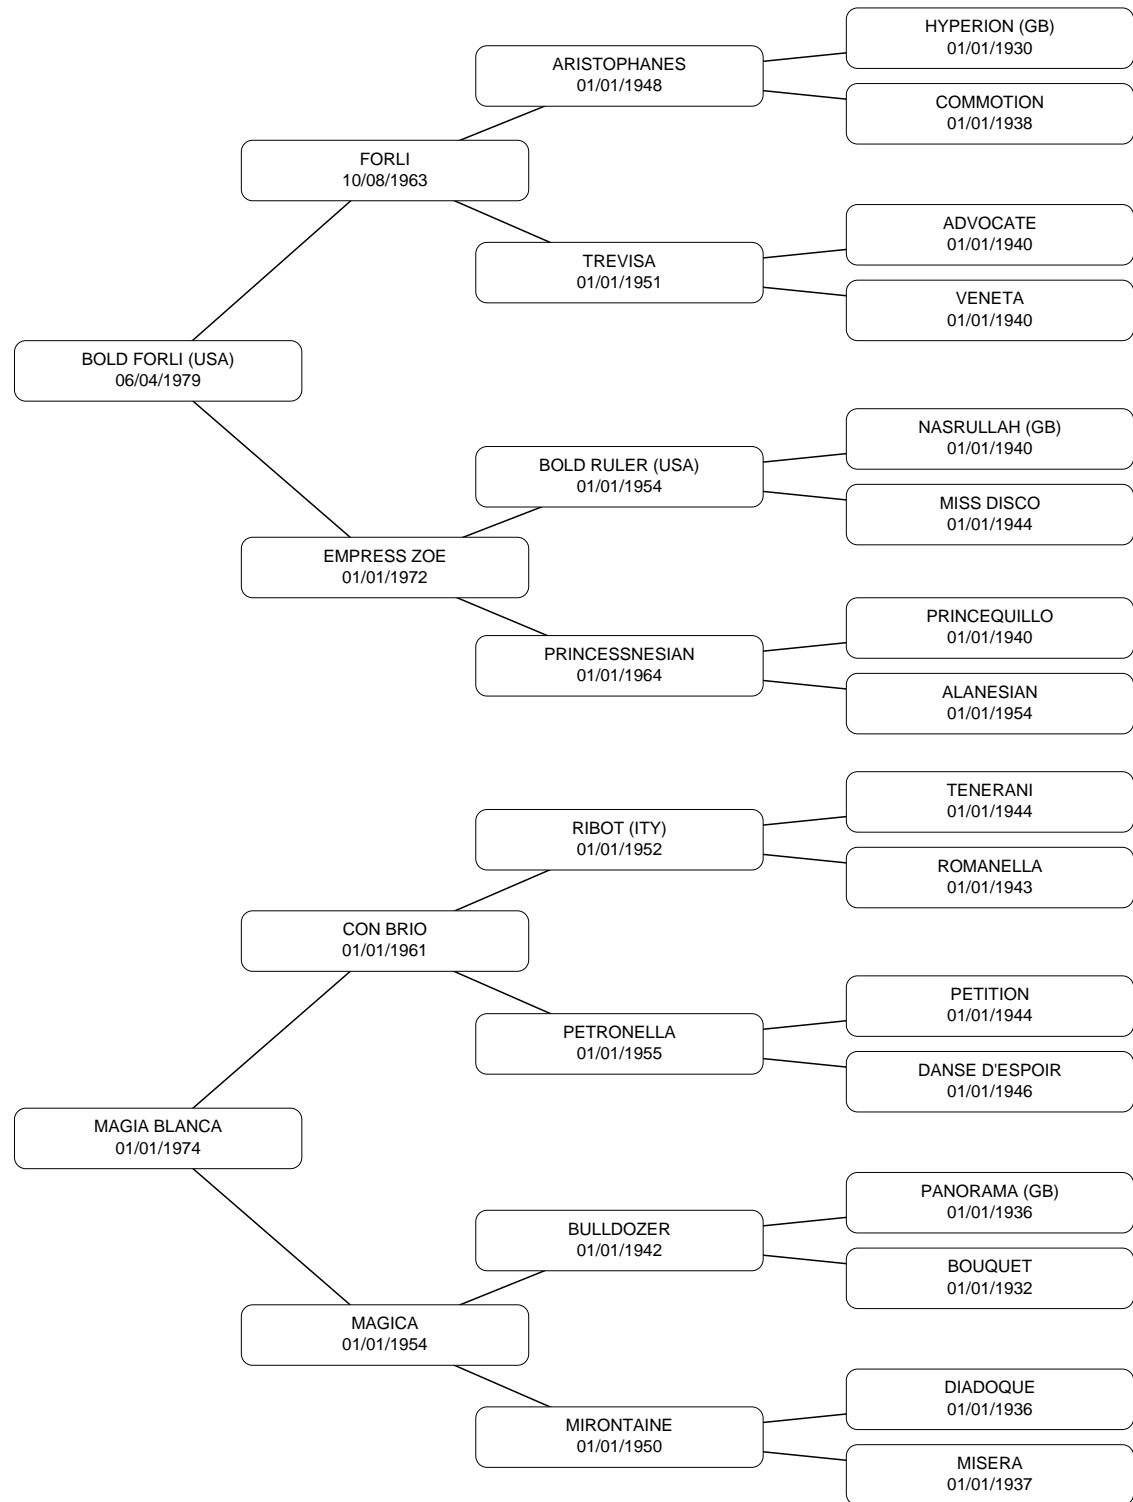 HYPERION (GB)
01/01/1930
ARISTOPHANES
01/01/1948
COMMOTION
01/01/1938
FORLI
10/08/1963
ADVOCATE
01/01/1940
TREVISA
01/01/1951
VENETA
01/01/1940
BOLD FORLI (USA)
06/04/1979
NASRULLAH (GB)
01/01/1940
BOLD RULER (USA)
01/01/1954
MISS DISCO
01/01/1944
EMPRESS ZOE
01/01/1972
PRINCEQUILLO
01/01/1940
PRINCESSNESIAN
01/01/1964
ALANESIAN
01/01/1954
TENERANI
01/01/1944
RIBOT (ITY)
01/01/1952
ROMANELLA
01/01/1943
CON BRIO
01/01/1961
PETITION
01/01/1944
PETRONELLA
01/01/1955
DANSE D'ESPOIR
01/01/1946
MAGIA BLANCA
01/01/1974
PANORAMA (GB)
01/01/1936
BULLDOZER
01/01/1942
BOUQUET
01/01/1932
MAGICA
01/01/1954
DIADOQUE
01/01/1936
MIRONTAINE
01/01/1950
MISERA
01/01/1937